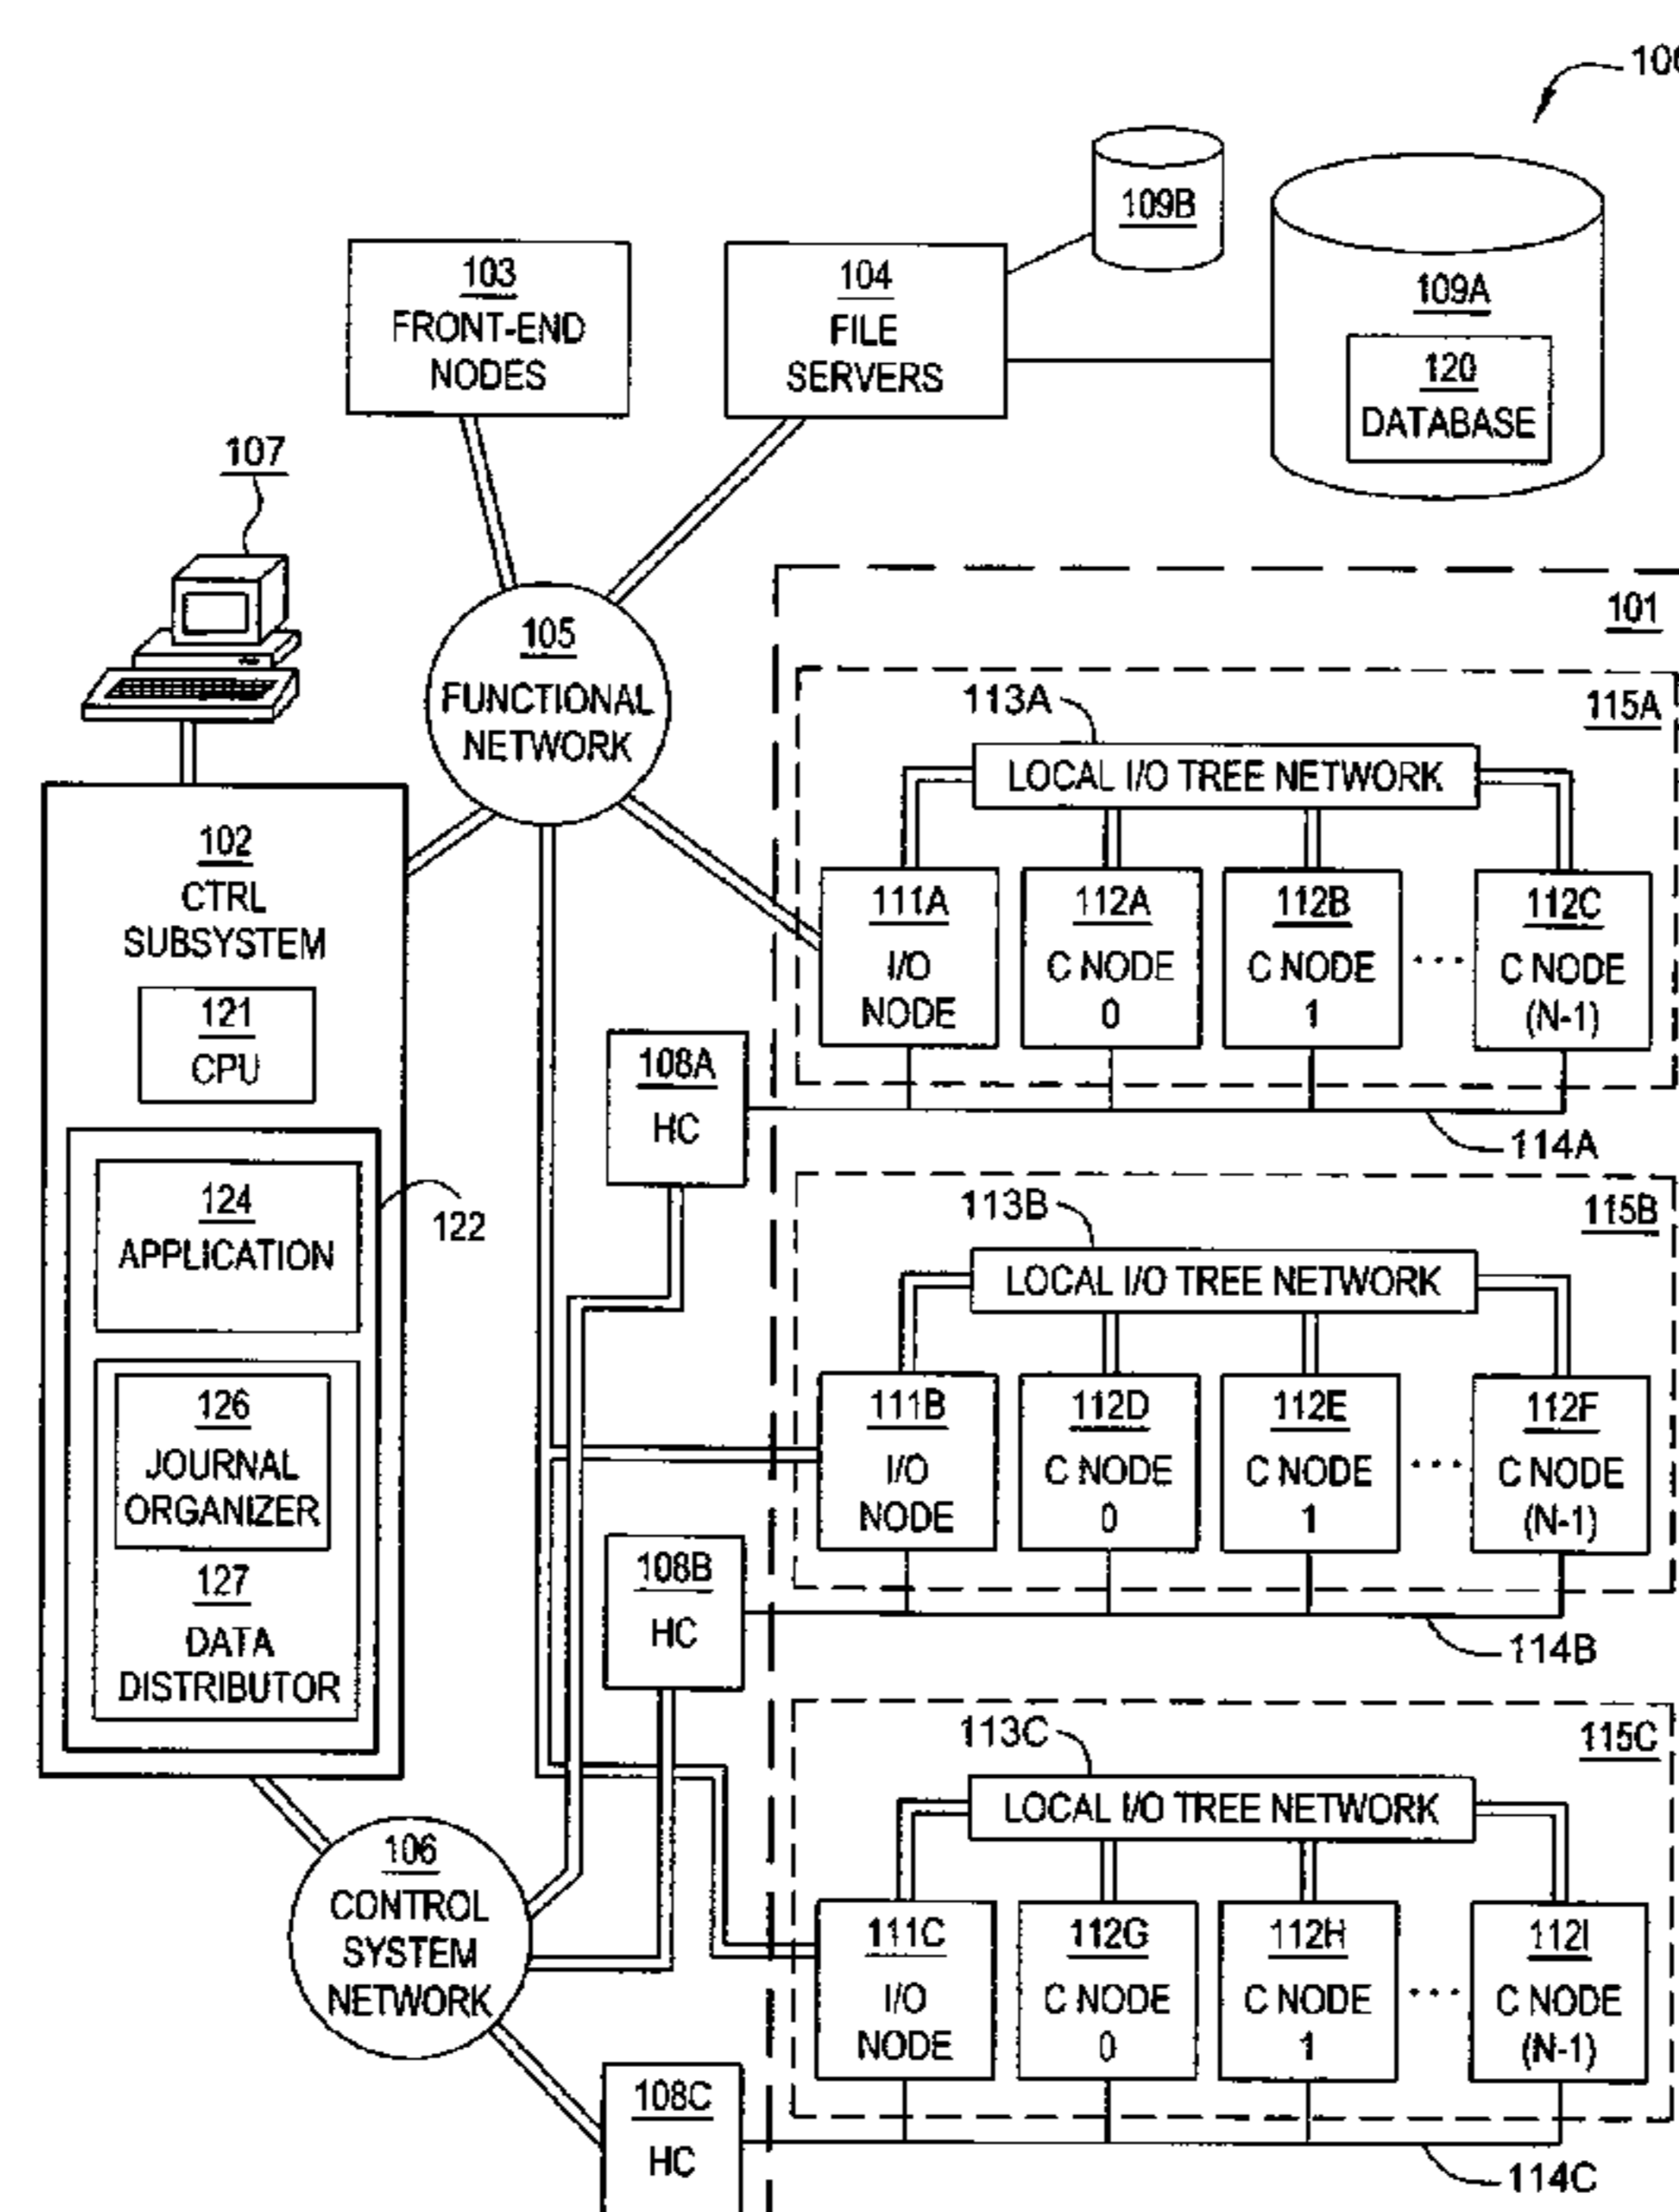 109B
103
FRONT-END
NODES
104
FILE
SERVERS
109A
120
DATABASE
107
101
105
FUNCTIONAL
NETWORK
113A
115A
LOCAL I/O TREE NETWORK
102
CTRL
SUBSYSTEM
111A
I/O
NODE
112A
C NODE
0
112B
C NODE
1
...
112C
C NODE
(N-1)
121
CPU
108A
HC
114A
124
APPLICATION
122
113B
115B
LOCAL I/O TREE NETWORK
126
JOURNAL
ORGANIZER
111B
I/O
NODE
112D
C NODE
0
112E
C NODE
1
...
112F
C NODE
(N-1)
127
DATA
DISTRIBUTOR
108B
HC
114B
113C
115C
LOCAL I/O TREE NETWORK
106
CONTROL
SYSTEM
NETWORK
111C
I/O
NODE
112G
C NODE
0
112H
C NODE
1
...
112I
C NODE
(N-1)
108C
HC
114C